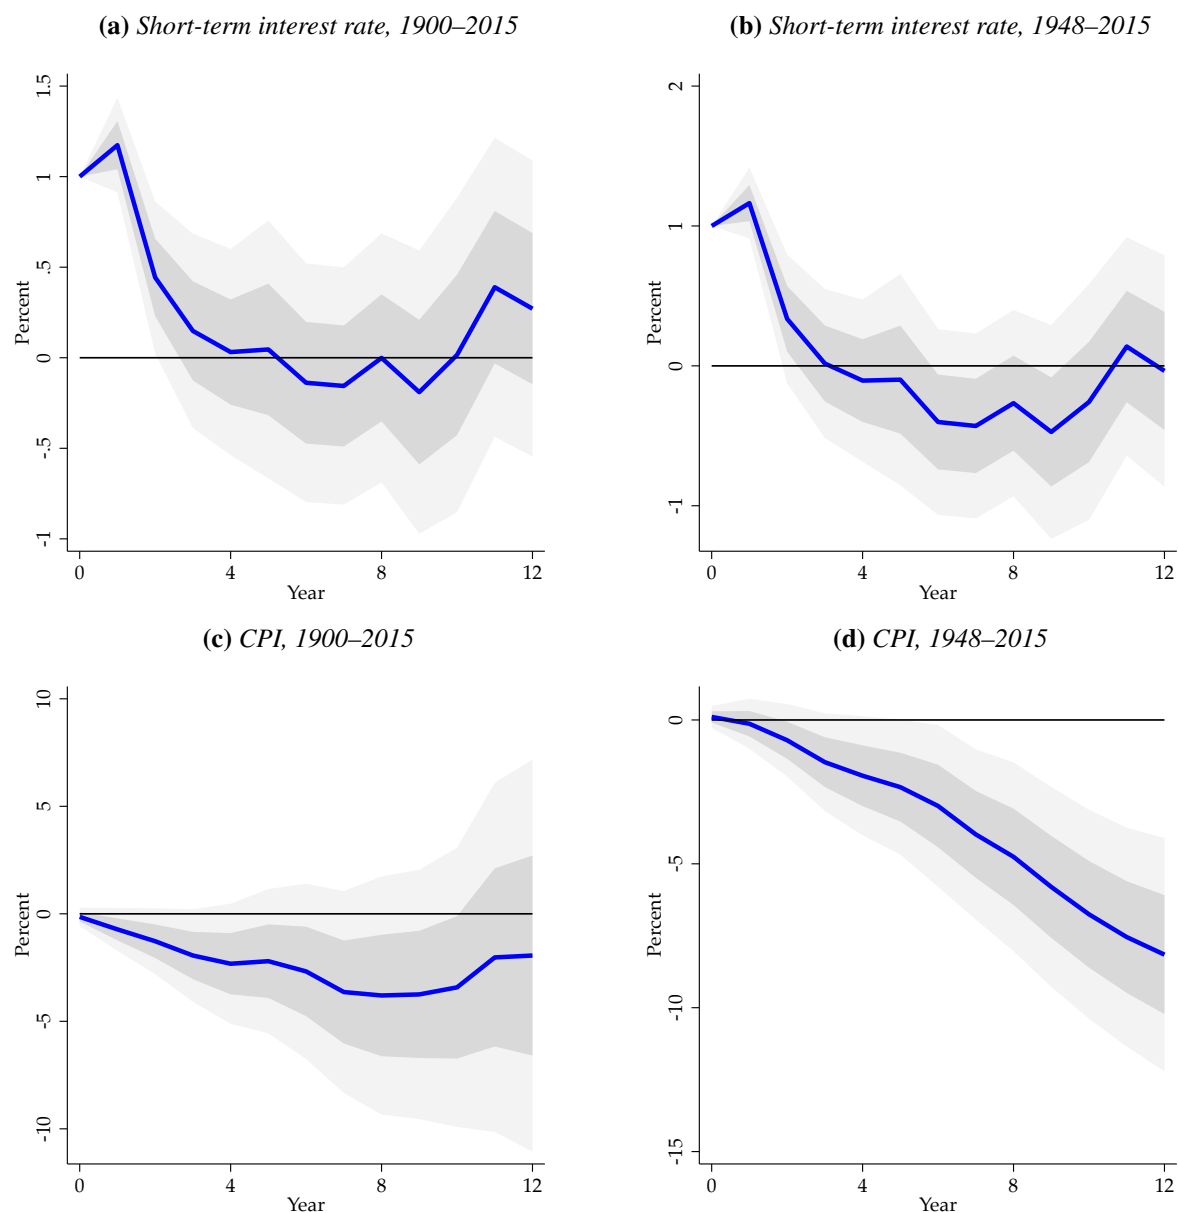 (a) Short-term interest rate, 1900–2015
1.5
1
.5
0
-.5
-1
Percent
0 4 8 12
Year
(b) Short-term interest rate, 1948–2015
2
1
0
-1
Percent
0 4 8 12
Year
(c) CPI, 1900–2015
10
5
0
-5
-10
Percent
0 4 8 12
Year
(d) CPI, 1948–2015
0
-5
-10
-15
Percent
0 4 8 12
Year